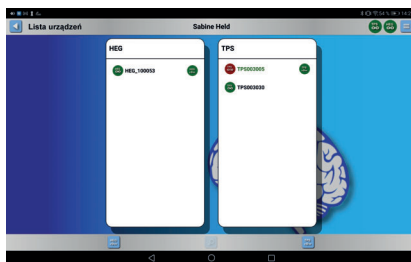 Lista urządzeń
Sabine Held
HEG
HEG_100053
TPS
TPS003005
TPS003030